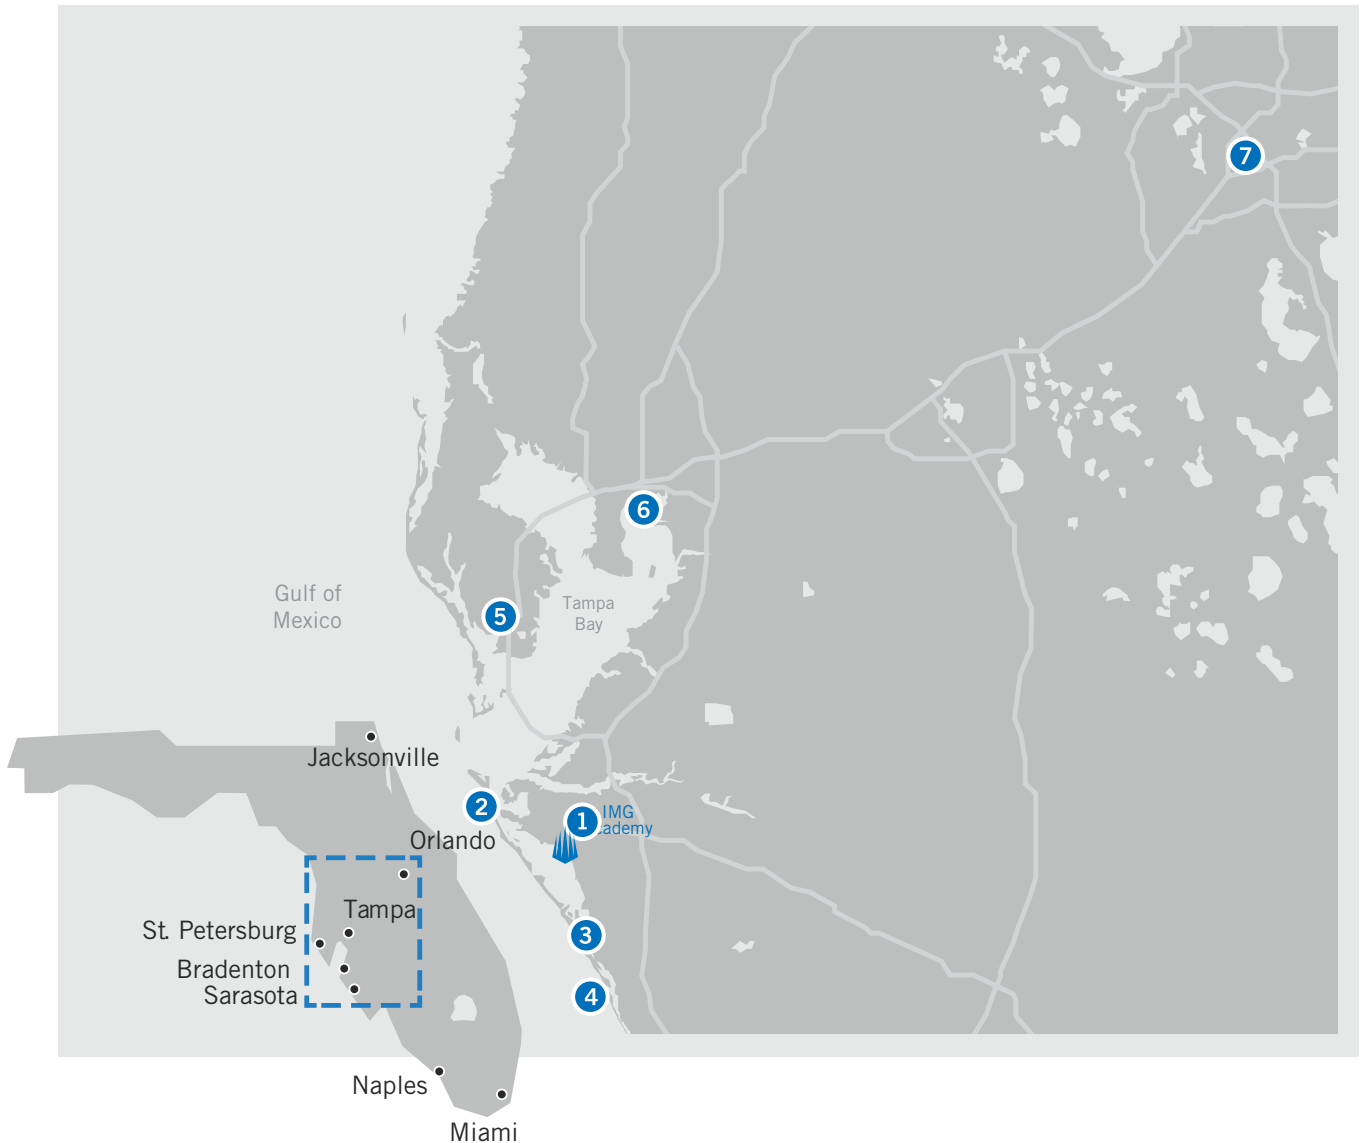 7
6
Gulf of
Mexico
Tampa
Bay
5
Jacksonville
2
1
IMG
cademy
Orlando
Tampa
St. Petersburg
3
Bradenton
Sarasota
4
Naples
Miami